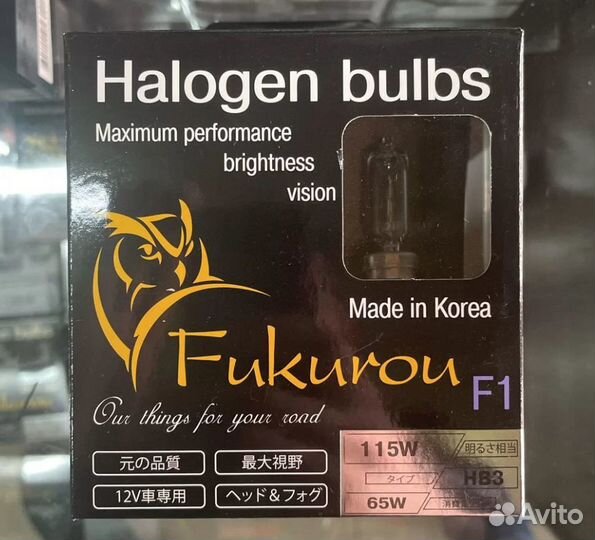 Halogen bulbs
Maximum performance
brightness
vision
Made in Korea
Fukurou F1
Our things for your road
元の品質 最大視野
12V車専用 ヘッド&フォグ
115W 明るさ相当
タイプ HB3
65W 消費
Avito